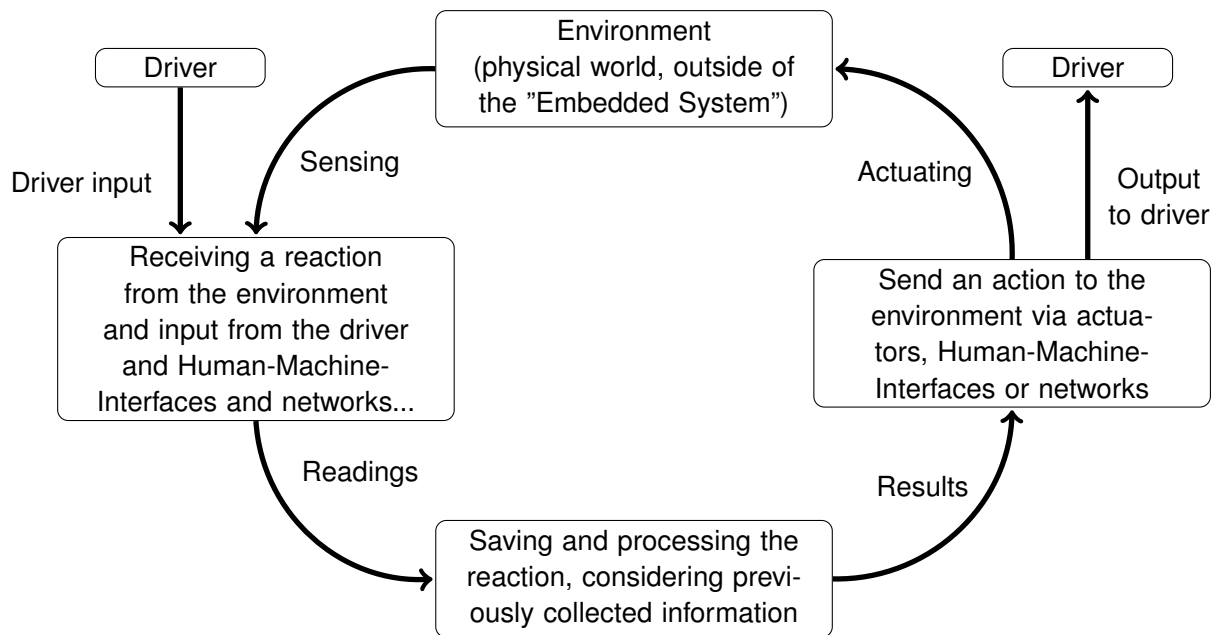 Environment
(physical world, outside of
the ”Embedded System”)
Driver
Driver
Sensing
Actuating
Driver input
Output
to driver
Receiving a reaction
from the environment
and input from the driver
and Human-Machine-
Interfaces and networks...
Send an action to the
environment via actua-
tors, Human-Machine-
Interfaces or networks
Readings
Results
Saving and processing the
reaction, considering previ-
ously collected information